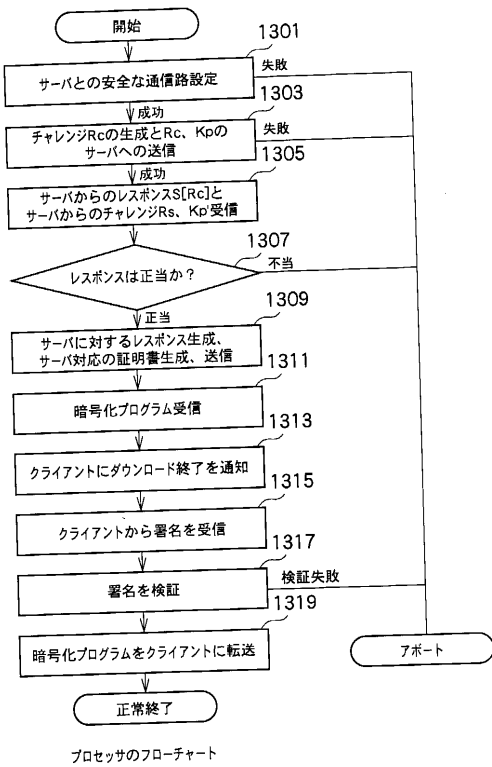 開始
1301
サーバとの安全な通信路設定
失敗
成功
1303
チャレンジRcの生成とRc、Kpの
サーバへの送信
失敗
成功
1305
サーバからのレスポンスS[Rc]と
サーバからのチャレンジRs、Kp'受信
1307
レスポンスは正当か？
不当
正当
1309
サーバに対するレスポンス生成、
サーバ対応の証明書生成、送信
1311
暗号化プログラム受信
1313
クライアントにダウンロード終了を通知
1315
クライアントから署名を受信
1317
署名を検証
検証失敗
1319
暗号化プログラムをクライアントに転送
アボート
正常終了
プロセッサのフローチャート